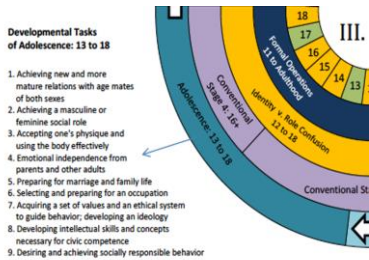 Developmental Tasks
of Adolescence: 13 to 18
1. Achieving new and more
mature relations with age mates
of both sexes
2. Achieving a masculine or
feminine social role
3. Accepting one's physique and
using the body effectively
4. Emotional independence from
parents and other adults
5. Preparing for marriage and family life
6. Selecting and preparing for an occupation
7. Acquiring a set of values and an ethical system
to guide behavior; developing an ideology
8. Developing intellectual skills and concepts
necessary for civic competence
9. Desiring and achieving socially responsible behavior
III.
18
17
16
15
14
13
Formal Operations
11 to Adulthood
Identity v. Role Confusion
12 to 18
Conventional
Stage 4: 16+
Conventional Sta
Adolescence: 13 to 18